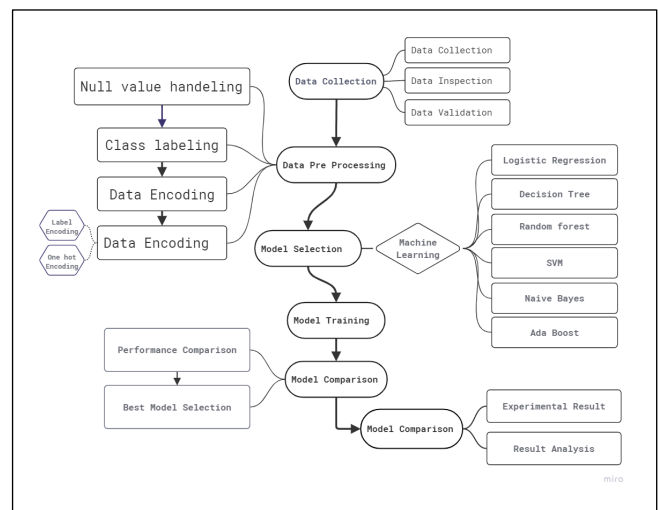 Null value handeling
Class labeling
Data Encoding
Data Encoding
Label
Encoding
One hot
Encoding
Data Collection
Data Collection
Data Inspection
Data Validation
Data Pre Processing
Model Selection
Machine
Learning
Logistic Regression
Decision Tree
Random forest
SVM
Naive Bayes
Ada Boost
Model Training
Performance Comparison
Best Model Selection
Model Comparison
Model Comparison
Experimental Result
Result Analysis
miro